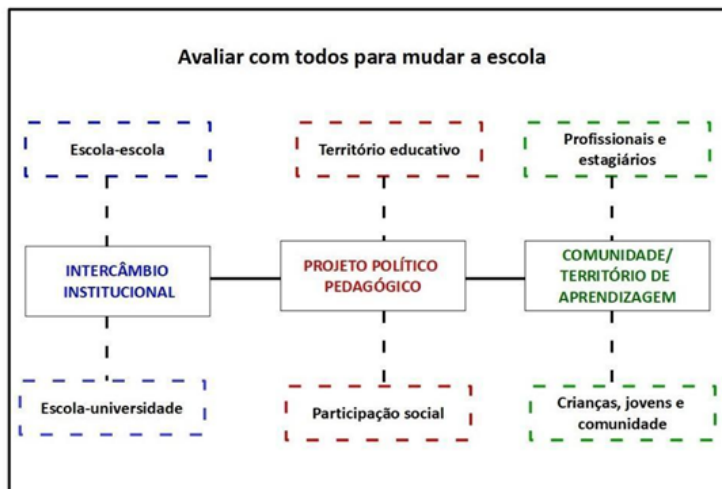 Avaliar com todos para mudar a escola
Escola-escola
Território educativo
Profissionais e
estagiários
INTERCÂMBIO
INSTITUCIONAL
PROJETO POLÍTICO
PEDAGÓGICO
COMUNIDADE/
TERRITÓRIO DE
APRENDIZAGEM
Escola-universidade
Participação social
Crianças, jovens e
comunidade